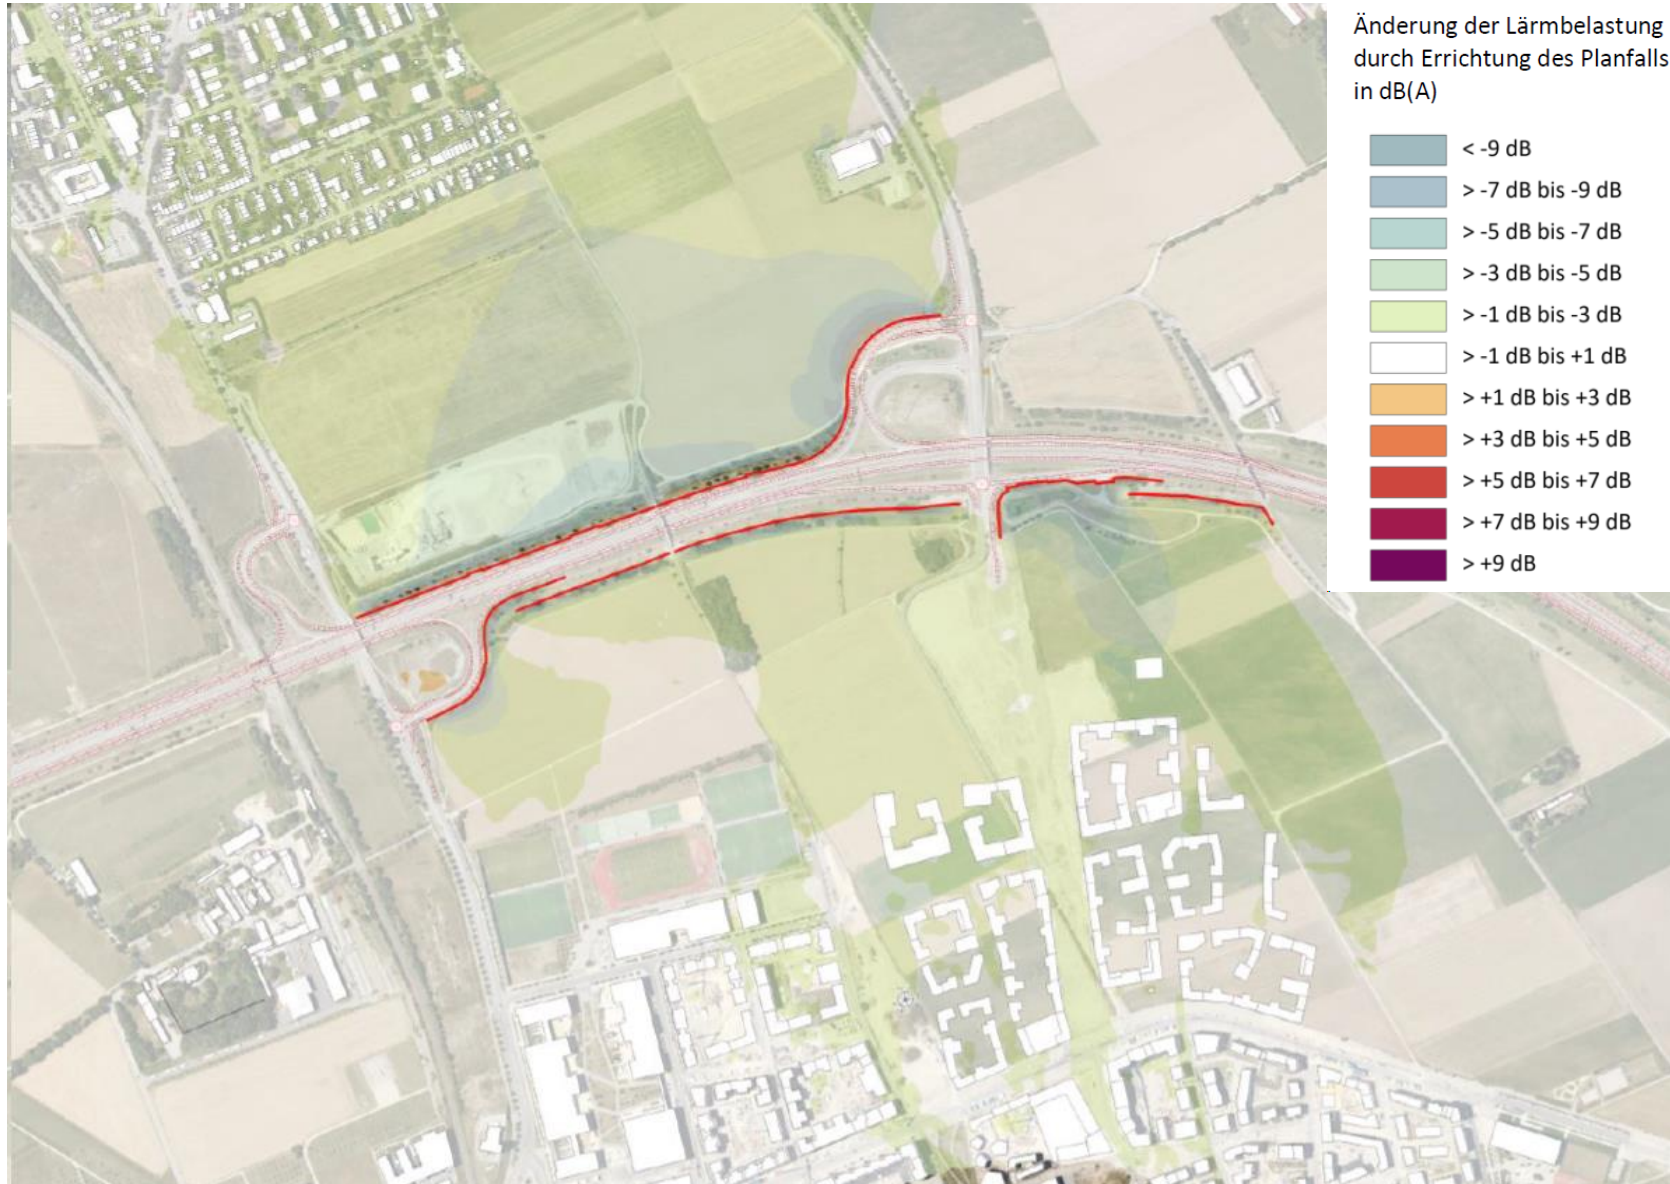 Änderung der Lärmbelastung
durch Errichtung des Planfalls
in dB(A)
< -9 dB
> -7 dB bis -9 dB
> -5 dB bis -7 dB
> -3 dB bis -5 dB
> -1 dB bis -3 dB
> -1 dB bis +1 dB
> +1 dB bis +3 dB
> +3 dB bis +5 dB
> +5 dB bis +7 dB
> +7 dB bis +9 dB
> +9 dB